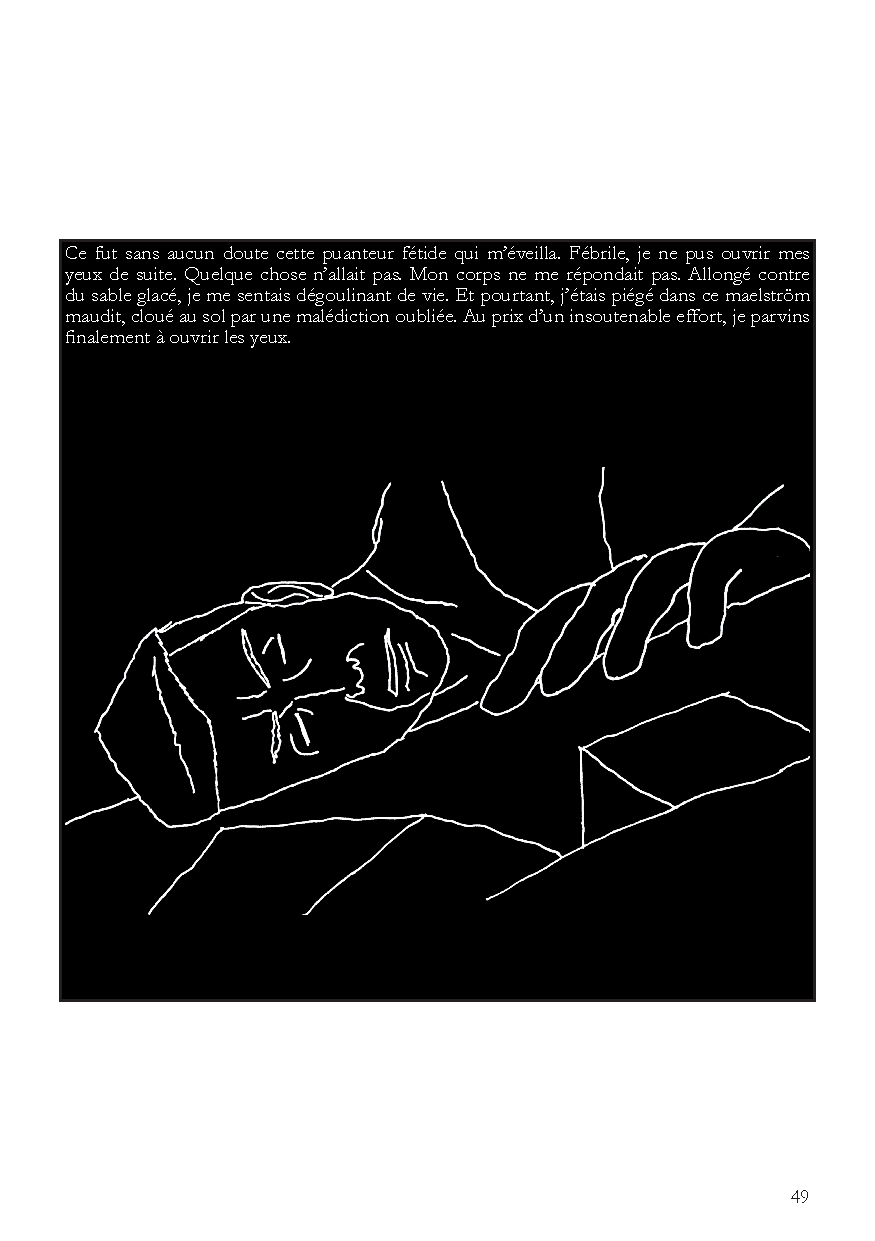 Ce fut sans aucun doute cette puanteur fétide qui m’éveilla. Fébrile, je ne pus ouvrir mes
yeux de suite. Quelque chose n’allait pas. Mon corps ne me répondait pas. Allongé contre
du sable glacé, je me sentais dégoulinant de vie. Et pourtant, j’étais piégé dans ce maelström
maudit, cloué au sol par une malédiction oubliée. Au prix d’un insoutenable effort, je parvins
finalement à ouvrir les yeux.
49